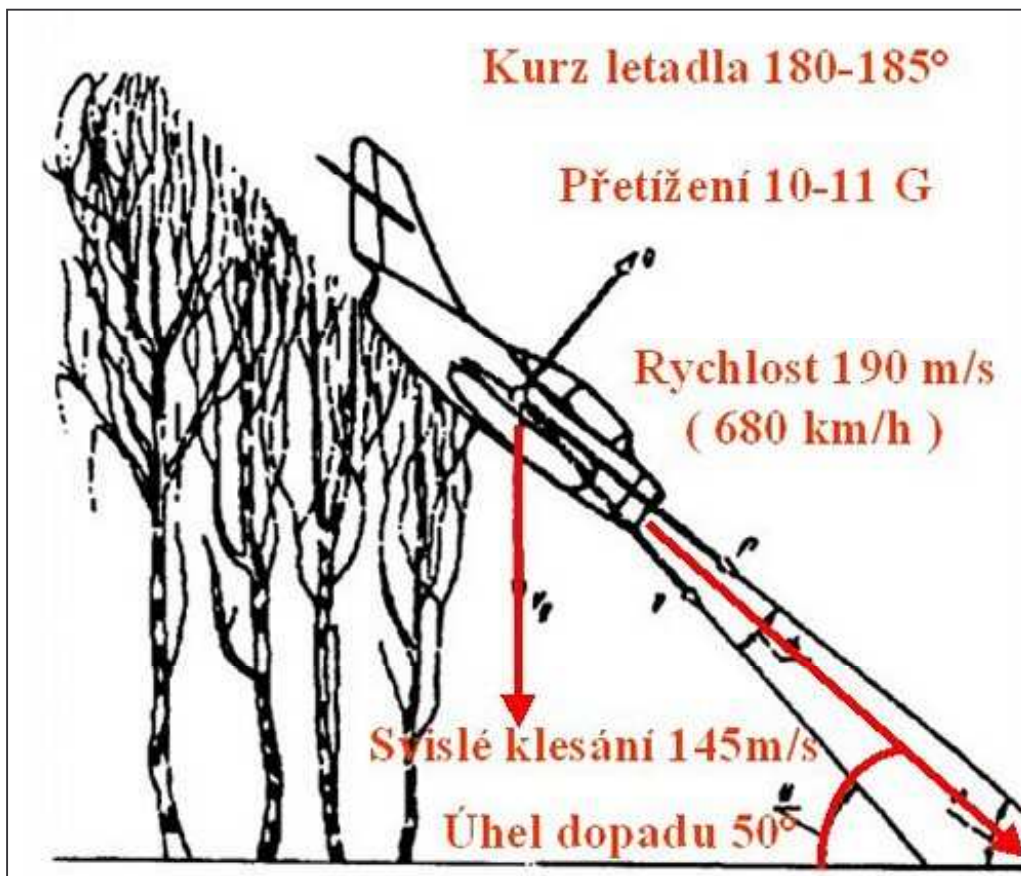 Kurz letadla 180-185°
Přetížení 10-11 G
Rychlost 190 m/s
( 680 km/h )
Svislé klesání 145m/s
Úhel dopadu 50°